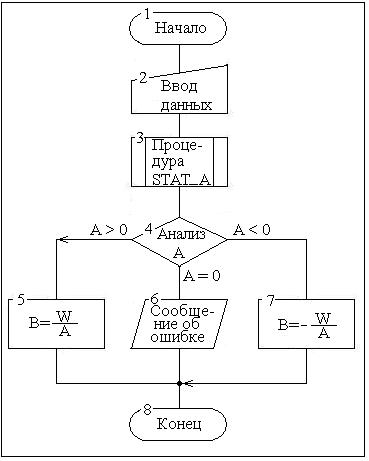 1
Начало
2
Ввод
данных
3
Проце-
дура
STAT_A
A > 0
4
Анализ
A
A < 0
A = 0
5
B= W
A
6
Сообще-
ние об
ошибке
7
B=- W
A
8
Конец